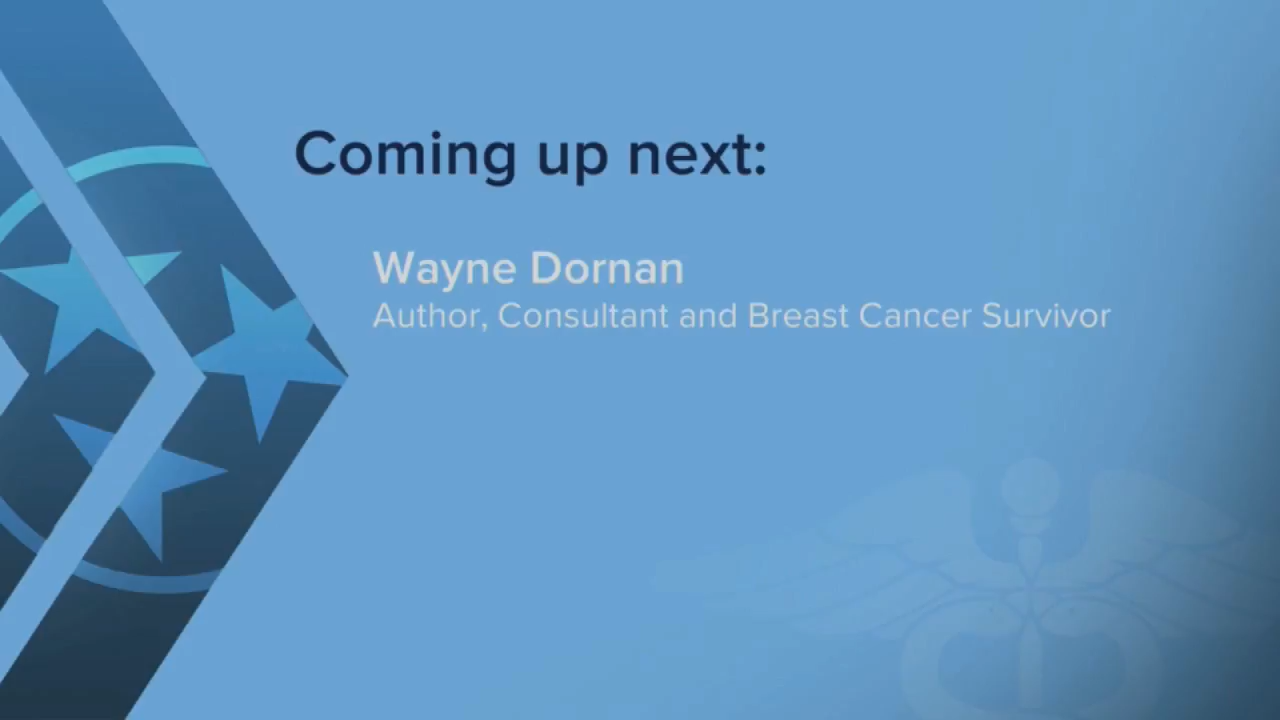 Coming up next:
Wayne Dornan
Author, Consultant and Breast Cancer Survivor